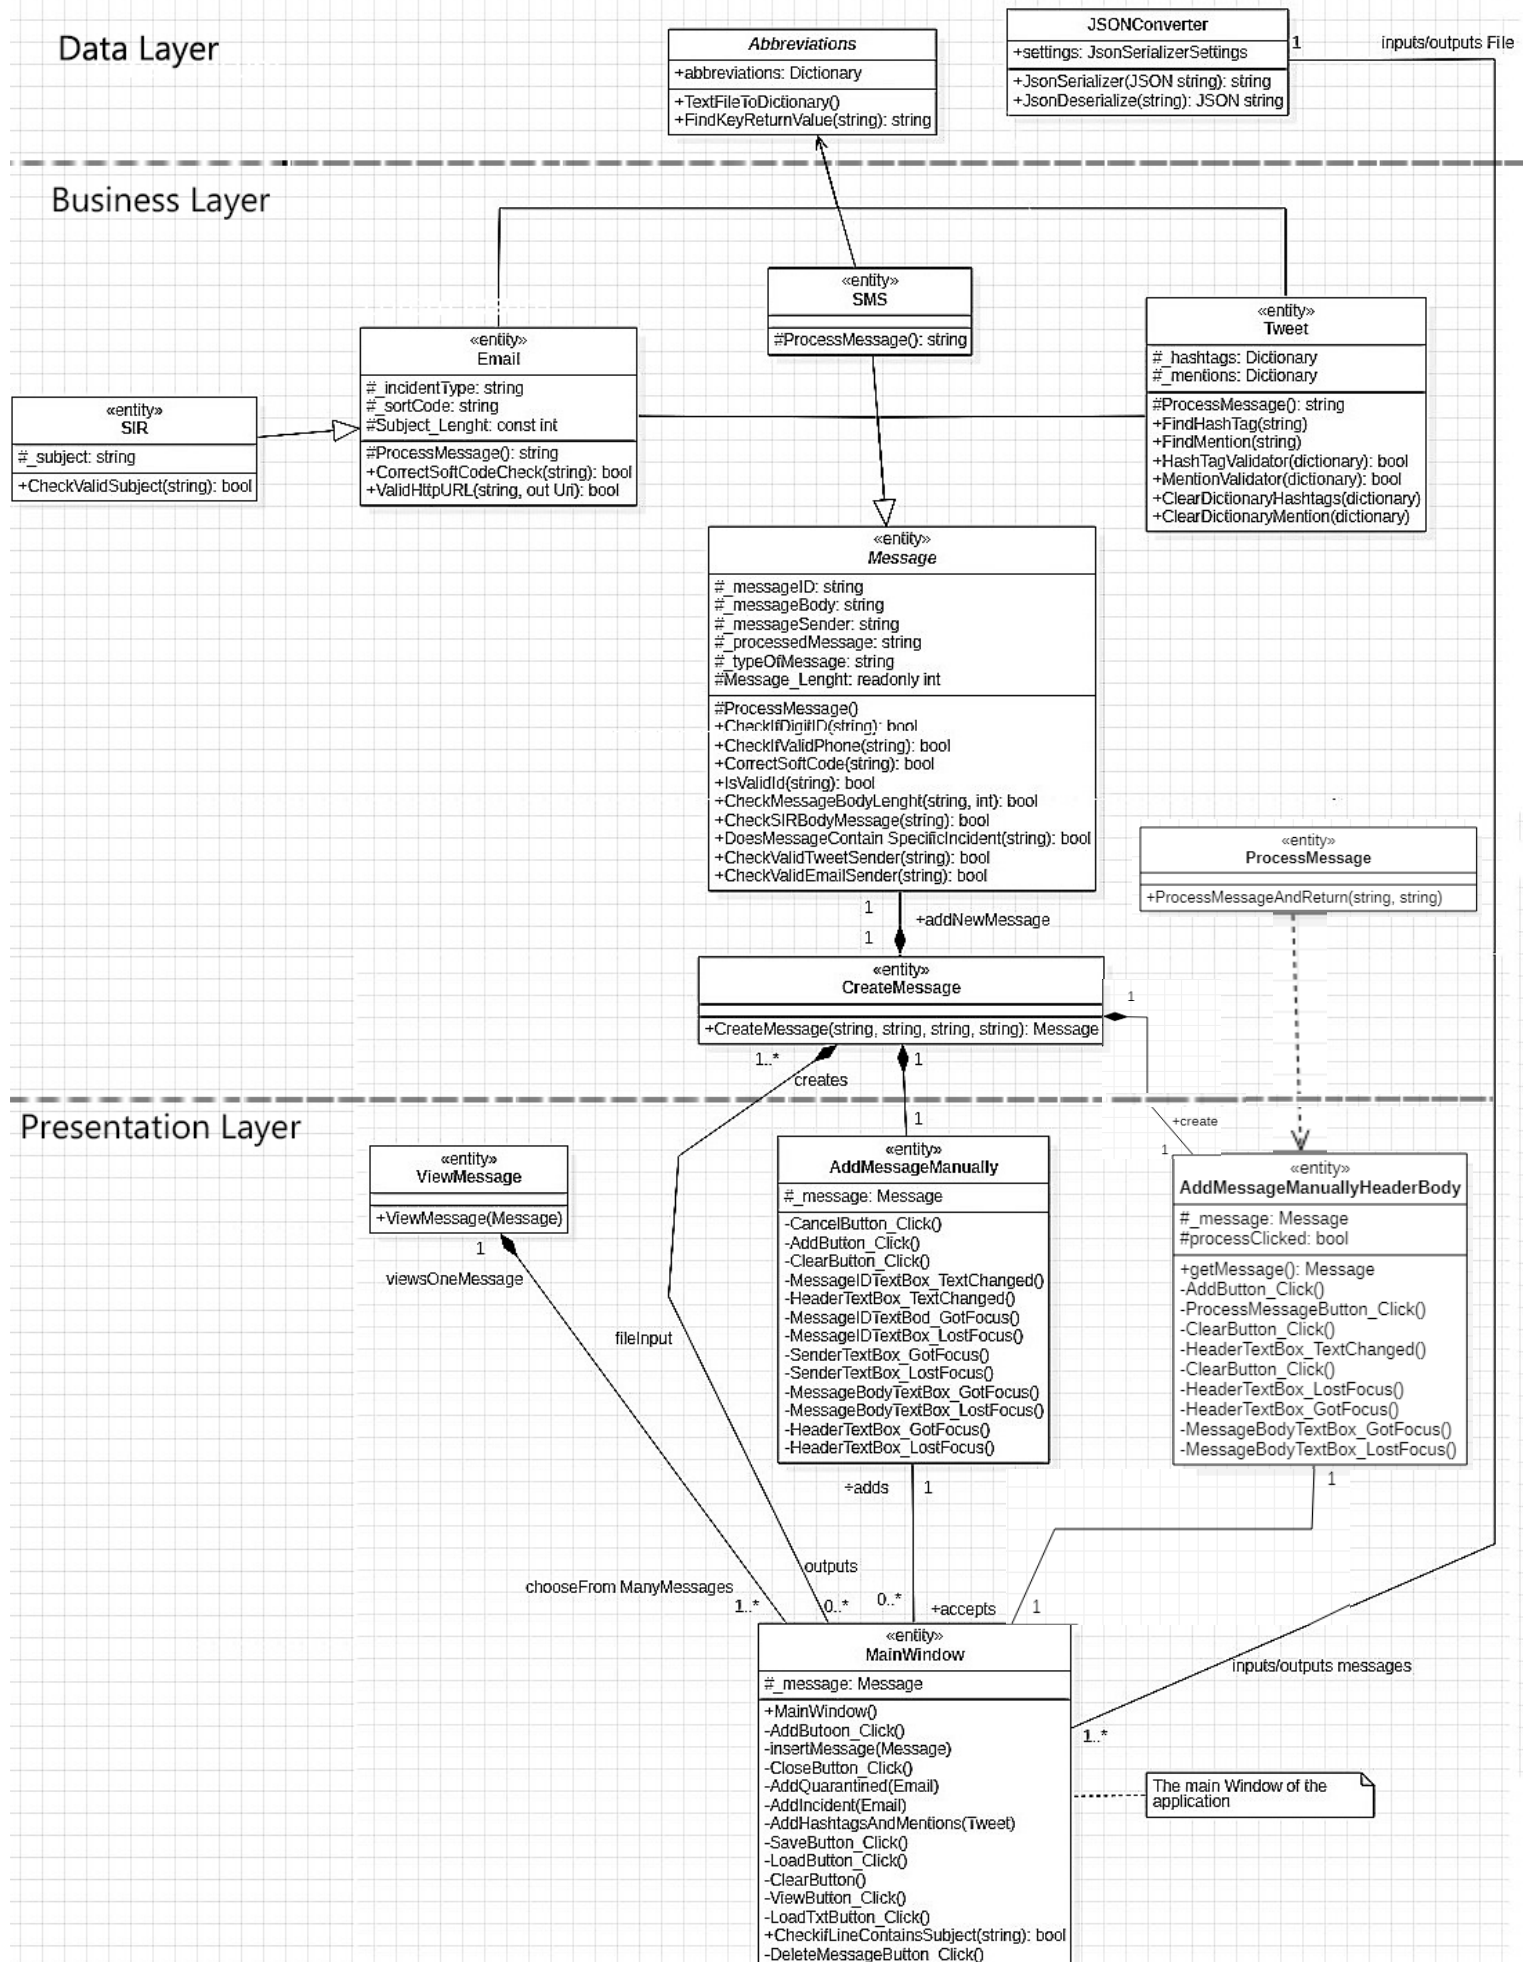 Data Layer
Abbreviations
+abbreviations: Dictionary
+TextFileToDictionary()
+FindKeyReturnValue(string): string
JSONConverter
+settings: JsonSerializerSettings
+JsonSerializer(JSON string): string
+JsonDeserialize(string): JSON string
1
inputs/outputs File
Business Layer
«entity»
SMS
#ProcessMessage(): string
«entity»
Email
#_incidentType: string
#_sortCode: string
#Subject_Lenght: const int
#ProcessMessage(): string
+CorrectSoftCodeCheck(string): bool
+ValidHttpURL(string, out Uri): bool
«entity»
Tweet
#_hashtags: Dictionary
#_mentions: Dictionary
#ProcessMessage(): string
+FindHashTag(string)
+FindMention(string)
+HashTagValidator(dictionary): bool
+MentionValidator(dictionary): bool
+ClearDictionaryHashtags(dictionary)
+ClearDictionaryMention(dictionary)
«entity»
SIR
#_subject: string
+CheckValidSubject(string): bool
«entity»
Message
#_messageID: string
#_messageBody: string
#_messageSender: string
#_processedMessage: string
#_typeOfMessage: string
#Message_Lenght: readonly int
#ProcessMessage()
+CheckIfDigitID(string): bool
+CheckIfValidPhone(string): bool
+CorrectSoftCode(string): bool
+IsValidId(string): bool
+CheckMessageBodyLenght(string, int): bool
+CheckSIRBodyMessage(string): bool
+DoesMessageContain SpecificIncident(string): bool
+CheckValidTweetSender(string): bool
+CheckValidEmailSender(string): bool
«entity»
ProcessMessage
+ProcessMessageAndReturn(string, string)
1
+addNewMessage
1
«entity»
CreateMessage
+CreateMessage(string, string, string, string): Message
1
1..*
1
creates
Presentation Layer
1
+create
1
«entity»
ViewMessage
+ViewMessage(Message)
1
viewsOneMessage
«entity»
AddMessageManually
#_message: Message
-CancelButton_Click()
-AddButton_Click()
-ClearButton_Click()
-MessageIDTextBox_TextChanged()
-HeaderTextBox_TextChanged()
-MessageIDTextBod_GotFocus()
-MessageIDTextBox_LostFocus()
-SenderTextBox_GotFocus()
-SenderTextBox_LostFocus()
-MessageBodyTextBox_GotFocus()
-MessageBodyTextBox_LostFocus()
-HeaderTextBox_GotFocus()
-HeaderTextBox_LostFocus()
«entity»
AddMessageManuallyHeaderBody
#_message: Message
#processClicked: bool
+getMessage(): Message
-AddButton_Click()
-ProcessMessageButton_Click()
-ClearButton_Click()
-HeaderTextBox_TextChanged()
-ClearButton_Click()
-HeaderTextBox_LostFocus()
-HeaderTextBox_GotFocus()
-MessageBodyTextBox_GotFocus()
-MessageBodyTextBox_LostFocus()
fileInput
+adds
1
1
outputs
chooseFrom ManyMessages
1..*
0..*
0..*
+accepts
1
«entity»
MainWindow
#_message: Message
+MainWindow()
-AddButoon_Click()
-insertMessage(Message)
-CloseButton_Click()
-AddQuarantined(Email)
-AddIncident(Email)
-AddHashtagsAndMentions(Tweet)
-SaveButton_Click()
-LoadButton_Click()
-ClearButton()
-ViewButton_Click()
-LoadTxtButton_Click()
+CheckifLineContainsSubject(string): bool
-DeleteMessageButton_Click()
inputs/outputs messages
1..*
The main Window of the
application